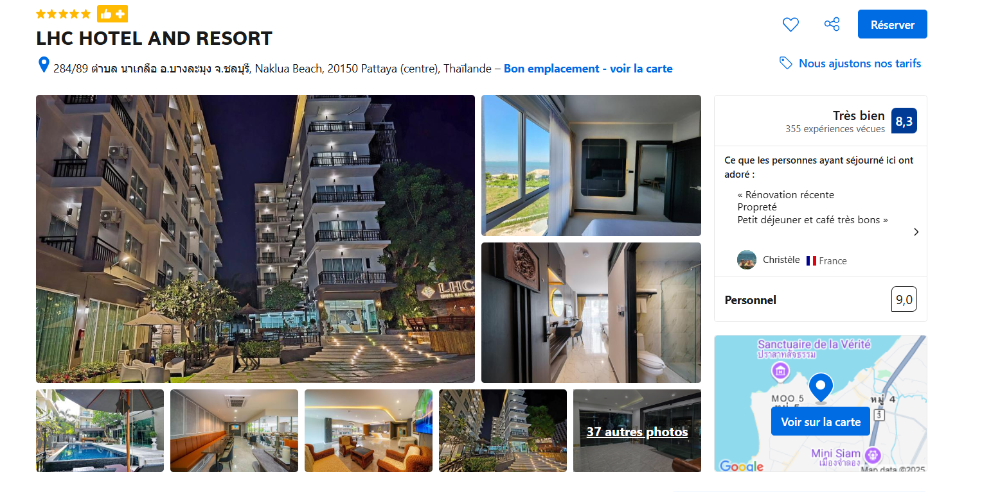 LHC HOTEL AND RESORT
Réserver
284/89 ตำบล นาเกลือ อ.บางละมุง จ.ชลบุรี, Naklua Beach, 20150 Pattaya (centre), Thaïlande – Bon emplacement - voir la carte
Nous ajustons nos tarifs
LHC
Très bien
8,3
355 expériences vécues
Ce que les personnes ayant séjourné ici ont
adoré :
« Rénovation récente
Propreté
Petit déjeuner et café très bons »
Christèle
France
Personnel
9,0
37 autres photos
Sanctuaire de la Vérité
ปราสาทสัจธรรม
MOO 5
หมู่ 5
หมู่ 4
3
Voir sur la carte
Mini Siam
เมืองจำลอง
Google
Map data ©2025